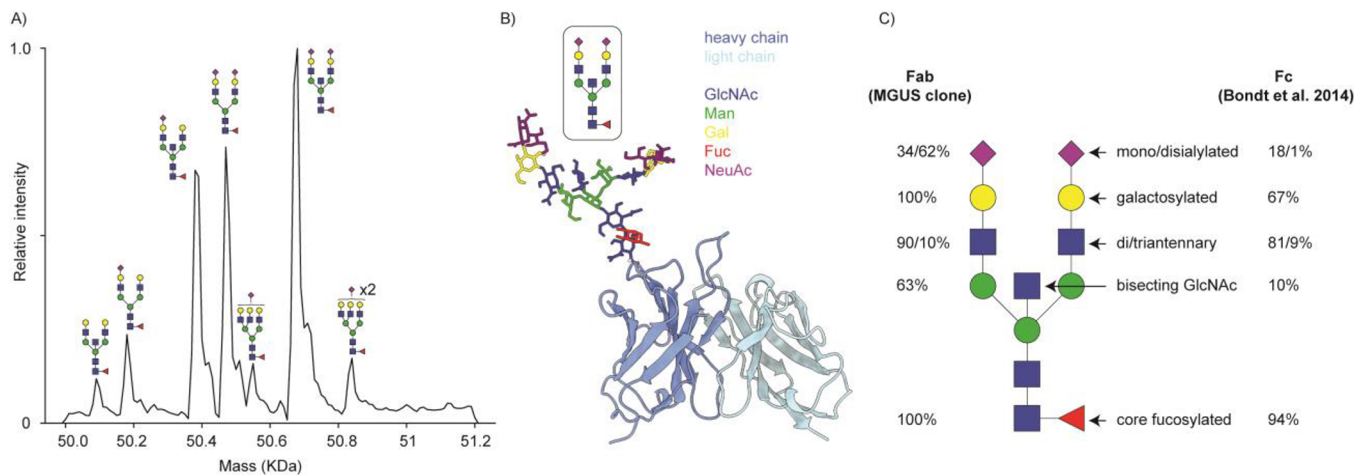 A)
1.0
Relative intensity
0
x2
50.0 50.2 50.4 50.6 50.8 51 51.2
Mass (KDa)
B)
heavy chain
light chain
GlcNAc
Man
Gal
Fuc
NeuAc
C)
Fab
(MGUS clone)
Fc
(Bondt et al. 2014)
34/62% mono/disialylated 18/1%
100% galactosylated 67%
90/10% di/triantennary 81/9%
63% bisecting GlcNAc 10%
100% core fucosylated 94%